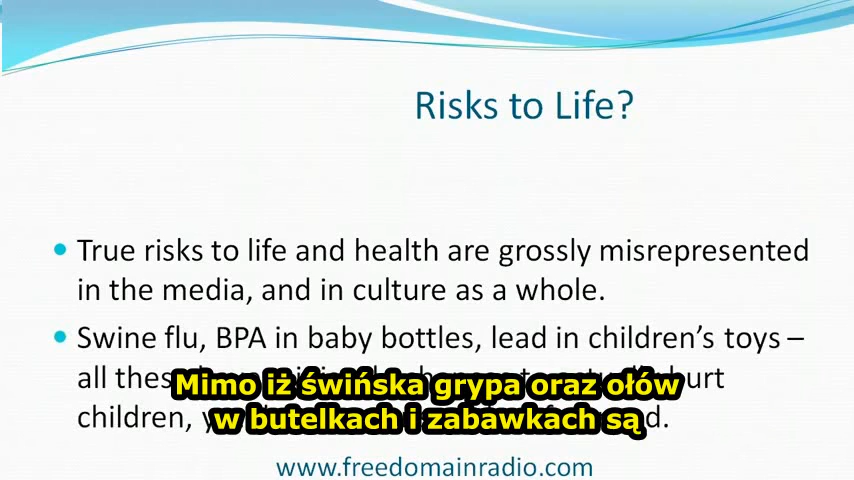 Risks to Life?
• True risks to life and health are grossly misrepresented
in the media, and in culture as a whole.
• Swine flu, BPA in baby bottles, lead in children's toys –
all
children,
Mimo iż świńska grypa oraz ołów
w butelkach i zabawkach są
www.freedomainradio.com